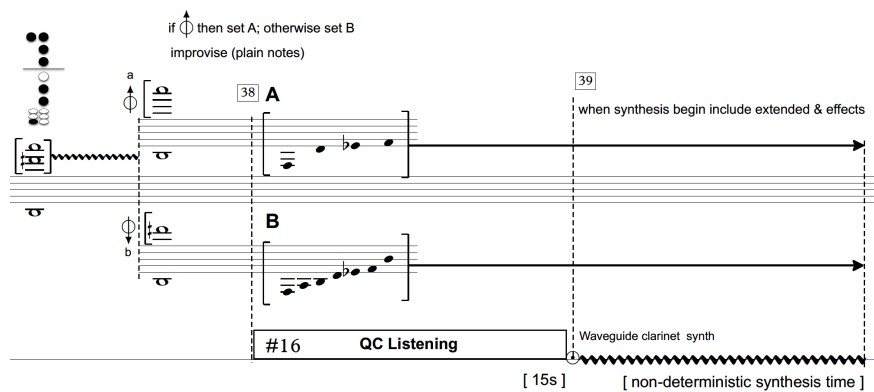 if then set A; otherwise set B
improvise (plain notes)
a
38
A
39
when synthesis begin include extended & effects
b
B
#16 QC Listening
Waveguide clarinet synth
[ 15s ]
[ non-deterministic synthesis time ]